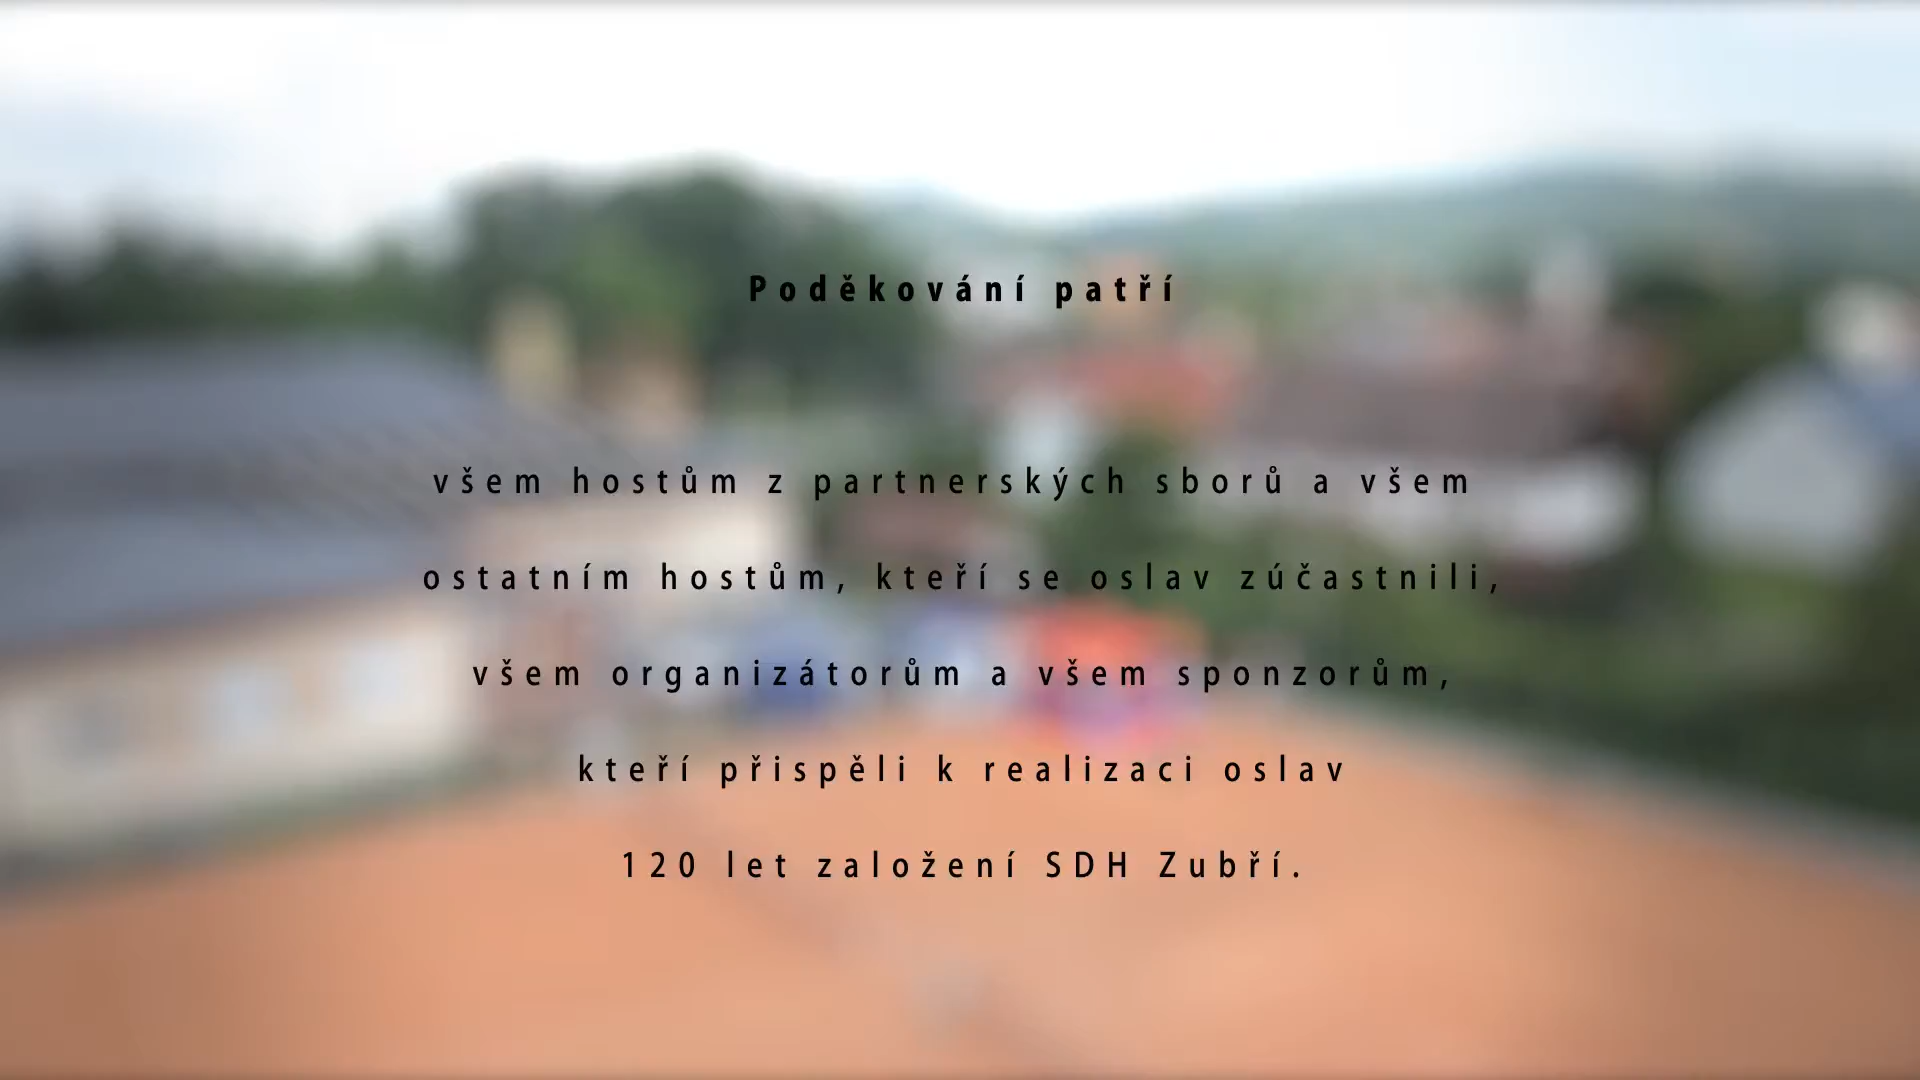 Poděkování patří
všem hostům z partnerských sborů a všem
ostatním hostům, kteří se oslav zúčastnili,
všem organizátorům a všem sponzorům,
kteří přispěli k realizaci oslav
120 let založení SDH Zubří.